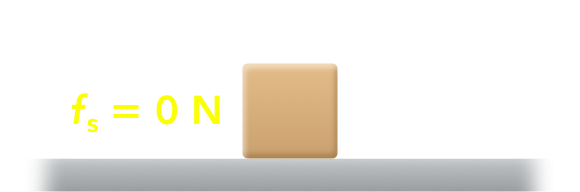 fs = 0 N